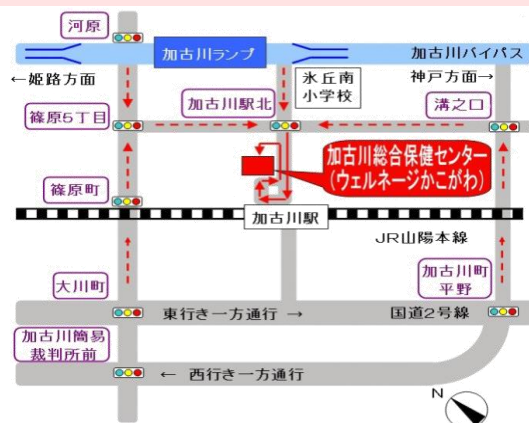 河原
加古川ランプ
加古川バイパス
←姫路方面
氷丘南
小学校
神戸方面→
加古川駅北
溝之口
篠原5丁目
加古川総合保健センター
(ウェルネージかこがわ)
篠原町
加古川駅
JR山陽本線
大川町
加古川町
平野
東行き一方通行 →
国道2号線
加古川簡易
裁判所前
← 西行き一方通行
N